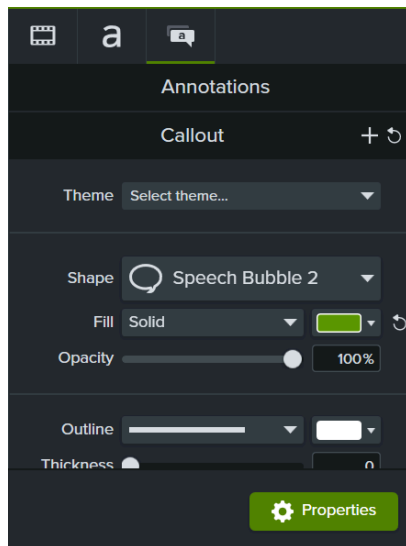 a
a
Annotations
Callout
Theme Select theme...
Shape Speech Bubble 2
Fill Solid
Opacity 100%
Outline
Thickness 0
Properties